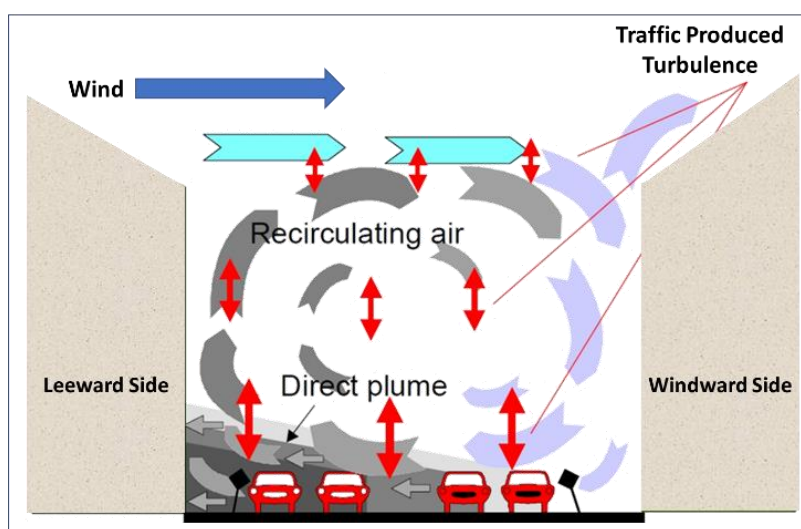 Traffic Produced
Turbulence
Wind
Recirculating air
Leeward Side
Direct plume
Windward Side